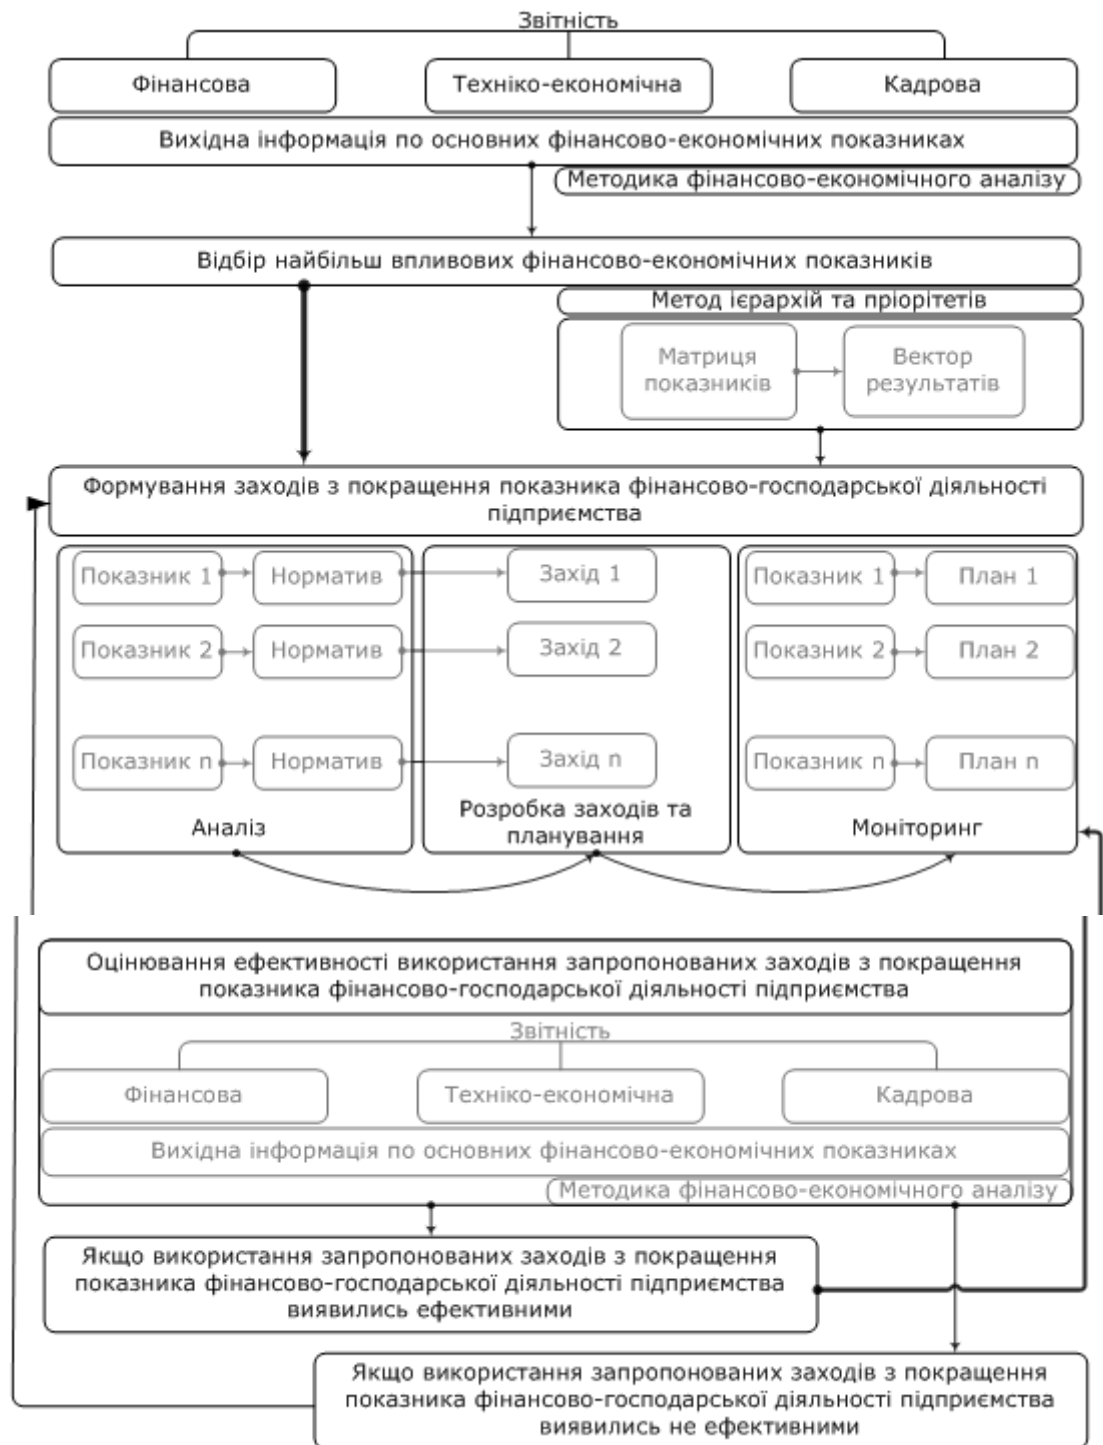 Звітність
Фінансова
Техніко-економічна
Кадрова
Вихідна інформація по основних фінансово-економічних показниках
Методика фінансово-економічного аналізу
Відбір найбільш впливових фінансово-економічних показників
Метод ієрархій та пріорітетів
Матриця
показників
Вектор
результатів
Формування заходів з покращення показника фінансово-господарської діяльності
підприємства
Показник 1
Норматив
Захід 1
Показник 1
План 1
Показник 2
Норматив
Захід 2
Показник 2
План 2
Показник n
Норматив
Захід n
Показник n
План n
Аналіз
Розробка заходів та
планування
Моніторинг
Оцінювання ефективності використання запропонованих заходів з покращення
показника фінансово-господарської діяльності підприємства
Звітність
Фінансова
Техніко-економічна
Кадрова
Вихідна інформація по основних фінансово-економічних показниках
Методика фінансово-економічного аналізу
Якщо використання запропонованих заходів з покращення
показника фінансово-господарської діяльності підприємства
виявились ефективними
Якщо використання запропонованих заходів з покращення
показника фінансово-господарської діяльності підприємства
виявились не ефективними